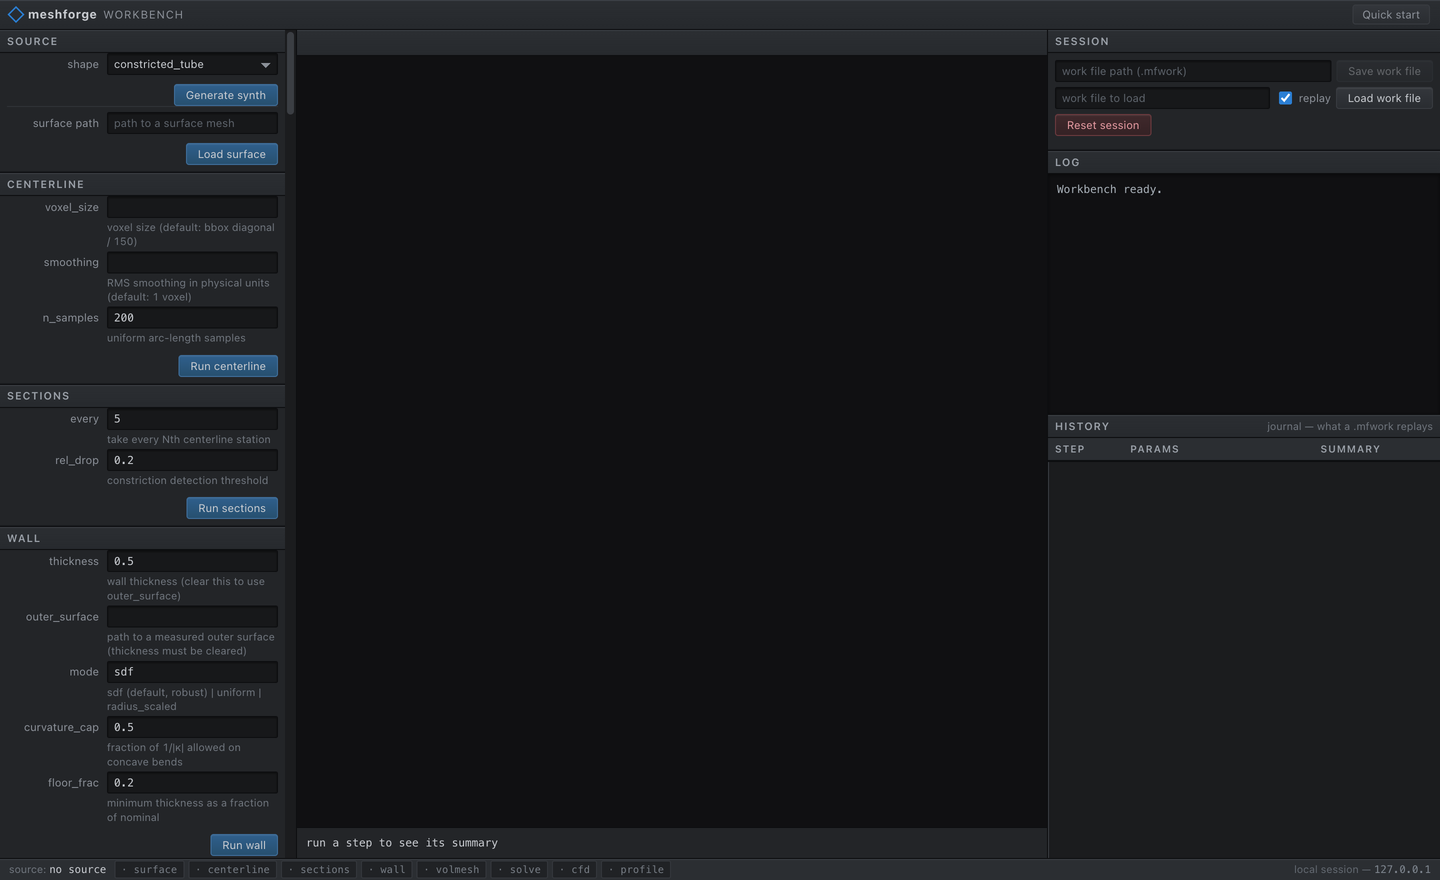 meshforge WORKBENCH
Quick start
SOURCE
shape
constricted_tube
Generate synth
surface path
path to a surface mesh
Load surface
CENTERLINE
voxel_size
voxel size (default: bbox diagonal
/ 150)
smoothing
RMS smoothing in physical units
(default: 1 voxel)
n_samples
200
uniform arc-length samples
Run centerline
SECTIONS
every
5
take every Nth centerline station
rel_drop
0.2
constriction detection threshold
Run sections
WALL
thickness
0.5
wall thickness (clear this to use
outer_surface)
outer_surface
path to a measured outer surface
(thickness must be cleared)
mode
sdf
sdf (default, robust) | uniform |
radius_scaled
curvature_cap
0.5
fraction of 1/|κ| allowed on
concave bends
floor_frac
0.2
minimum thickness as a fraction
of nominal
Run wall
run a step to see its summary
SESSION
work file path (.mfwork)
Save work file
work file to load
replay
Load work file
Reset session
LOG
Workbench ready.
HISTORY
journal — what a .mfwork replays
STEP PARAMS SUMMARY
source: no source · surface · centerline · sections · wall · volmesh · solve · cfd · profile
local session — 127.0.0.1